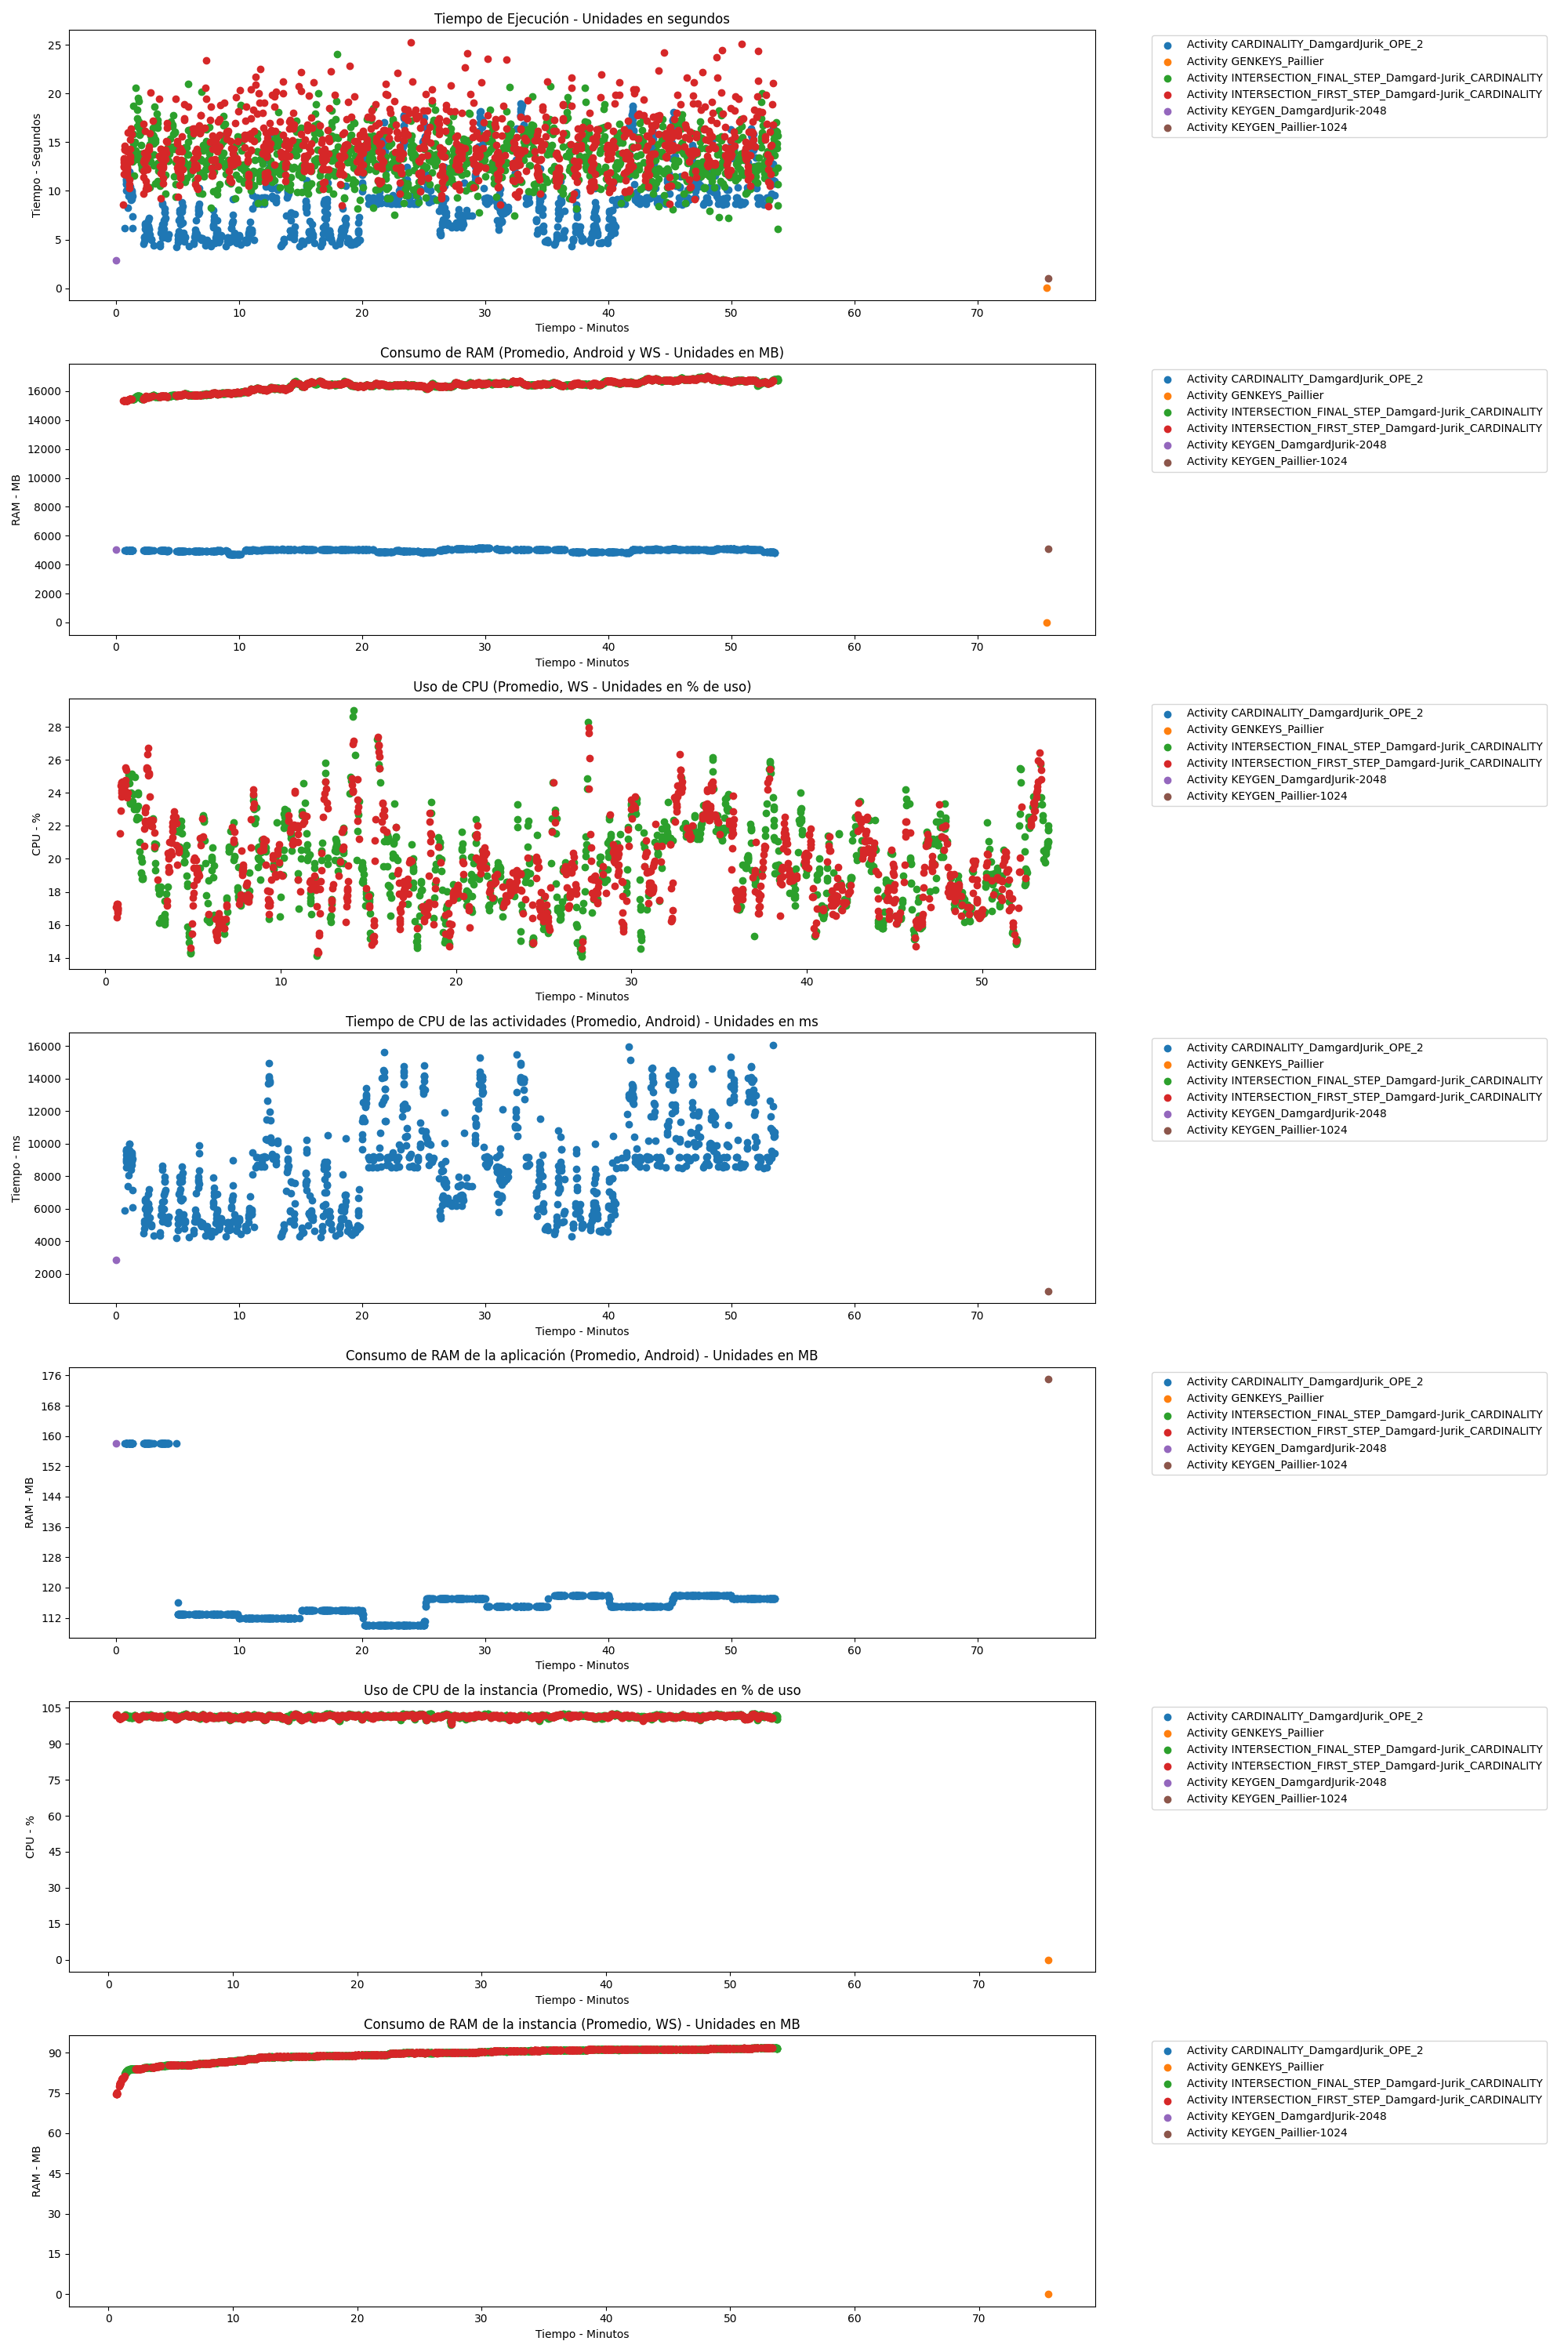 Tiempo de Ejecución - Unidades en segundos
Tiempo - Segundos
25
20
15
10
5
0
0 10 20 30 40 50 60 70
Tiempo - Minutos
Activity CARDINALITY_DamgardJurik_OPE_2
Activity GENKEYS_Paillier
Activity INTERSECTION_FINAL_STEP_Damgard-Jurik_CARDINALITY
Activity INTERSECTION_FIRST_STEP_Damgard-Jurik_CARDINALITY
Activity KEYGEN_DamgardJurik-2048
Activity KEYGEN_Paillier-1024
Consumo de RAM (Promedio, Android y WS - Unidades en MB)
RAM - MB
16000
14000
12000
10000
8000
6000
4000
2000
0
0 10 20 30 40 50 60 70
Tiempo - Minutos
Activity CARDINALITY_DamgardJurik_OPE_2
Activity GENKEYS_Paillier
Activity INTERSECTION_FINAL_STEP_Damgard-Jurik_CARDINALITY
Activity INTERSECTION_FIRST_STEP_Damgard-Jurik_CARDINALITY
Activity KEYGEN_DamgardJurik-2048
Activity KEYGEN_Paillier-1024
Uso de CPU (Promedio, WS - Unidades en % de uso)
CPU - %
28
26
24
22
20
18
16
14
0 10 20 30 40 50
Tiempo - Minutos
Activity CARDINALITY_DamgardJurik_OPE_2
Activity GENKEYS_Paillier
Activity INTERSECTION_FINAL_STEP_Damgard-Jurik_CARDINALITY
Activity INTERSECTION_FIRST_STEP_Damgard-Jurik_CARDINALITY
Activity KEYGEN_DamgardJurik-2048
Activity KEYGEN_Paillier-1024
Tiempo de CPU de las actividades (Promedio, Android) - Unidades en ms
Tiempo - ms
16000
14000
12000
10000
8000
6000
4000
2000
0 10 20 30 40 50 60 70
Tiempo - Minutos
Activity CARDINALITY_DamgardJurik_OPE_2
Activity GENKEYS_Paillier
Activity INTERSECTION_FINAL_STEP_Damgard-Jurik_CARDINALITY
Activity INTERSECTION_FIRST_STEP_Damgard-Jurik_CARDINALITY
Activity KEYGEN_DamgardJurik-2048
Activity KEYGEN_Paillier-1024
Consumo de RAM de la aplicación (Promedio, Android) - Unidades en MB
RAM - MB
176
168
160
152
144
136
128
120
112
0 10 20 30 40 50 60 70
Tiempo - Minutos
Activity CARDINALITY_DamgardJurik_OPE_2
Activity GENKEYS_Paillier
Activity INTERSECTION_FINAL_STEP_Damgard-Jurik_CARDINALITY
Activity INTERSECTION_FIRST_STEP_Damgard-Jurik_CARDINALITY
Activity KEYGEN_DamgardJurik-2048
Activity KEYGEN_Paillier-1024
Uso de CPU de la instancia (Promedio, WS) - Unidades en % de uso
CPU - %
105
90
75
60
45
30
15
0
0 10 20 30 40 50 60 70
Tiempo - Minutos
Activity CARDINALITY_DamgardJurik_OPE_2
Activity GENKEYS_Paillier
Activity INTERSECTION_FINAL_STEP_Damgard-Jurik_CARDINALITY
Activity INTERSECTION_FIRST_STEP_Damgard-Jurik_CARDINALITY
Activity KEYGEN_DamgardJurik-2048
Activity KEYGEN_Paillier-1024
Consumo de RAM de la instancia (Promedio, WS) - Unidades en MB
RAM - MB
90
75
60
45
30
15
0
0 10 20 30 40 50 60 70
Tiempo - Minutos
Activity CARDINALITY_DamgardJurik_OPE_2
Activity GENKEYS_Paillier
Activity INTERSECTION_FINAL_STEP_Damgard-Jurik_CARDINALITY
Activity INTERSECTION_FIRST_STEP_Damgard-Jurik_CARDINALITY
Activity KEYGEN_DamgardJurik-2048
Activity KEYGEN_Paillier-1024